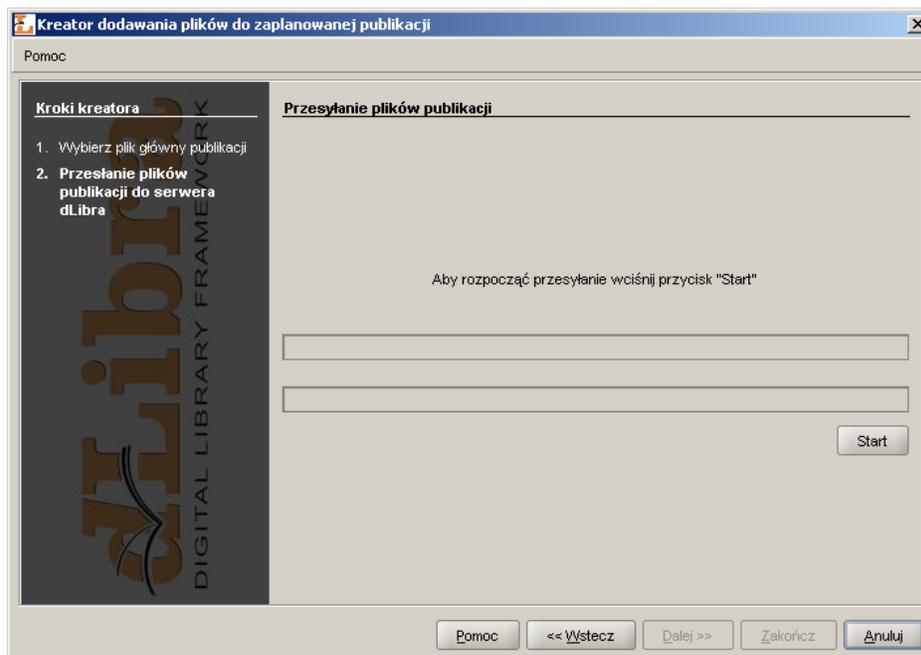 Kreator dodawania plików do zaplanowanej publikacji
Pomoc
Kroki kreatora
1. Wybierz plik główny publikacji
2. Przesłanie plików
publikacji do serwera
dLibra
dLibra
DIGITAL LIBRARY FRAMEWORK
Przesyłanie plików publikacji
Aby rozpocząć przesyłanie wciśnij przycisk "Start"
Start
Pomoc
<< Wstecz
Dalej >>
Zakończ
Anuluj